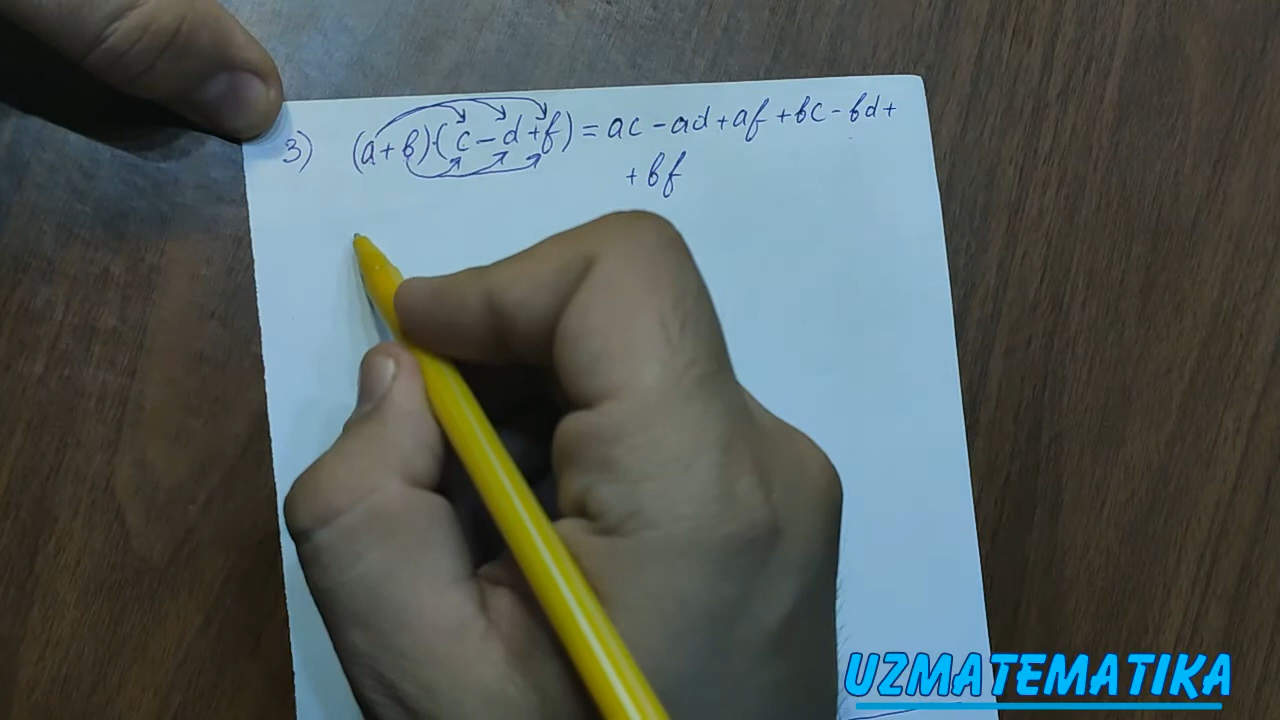 3) (a+b)·(c-d+f) = ac-ad+af+bc-bd+
+bf
UZMATEMATIKA